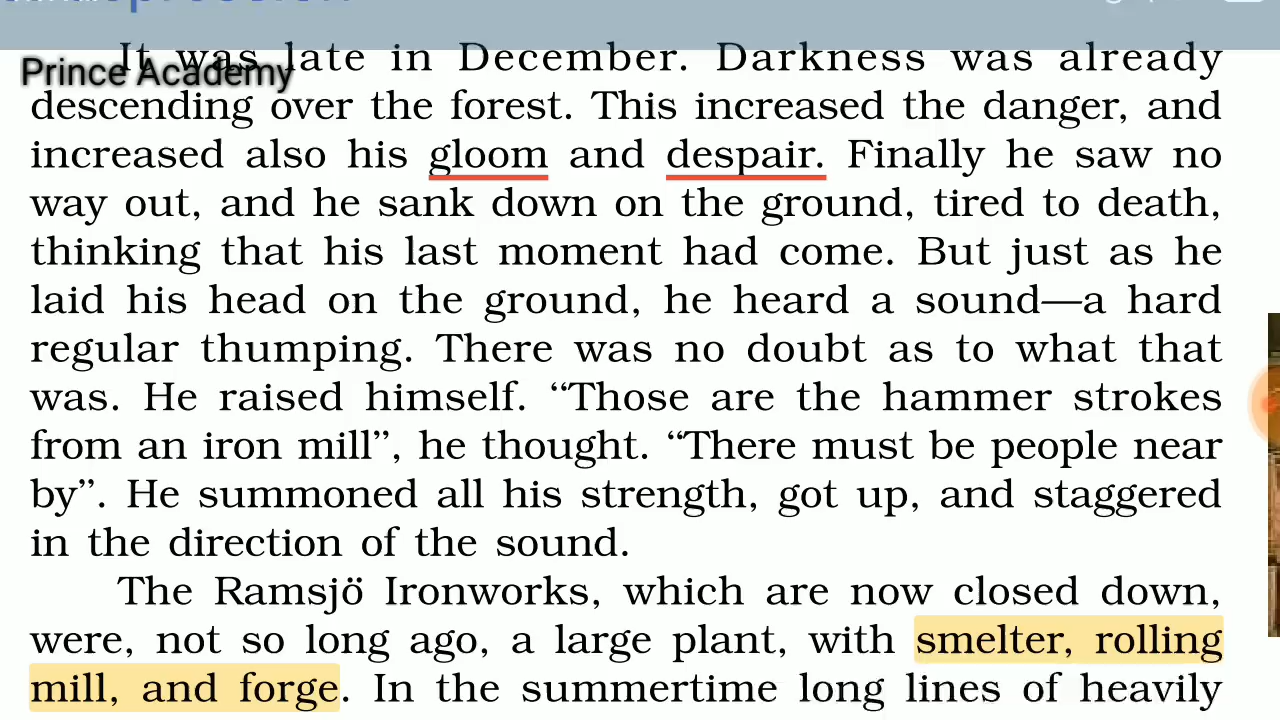 It was late in December. Darkness was already
Prince Academy
descending over the forest. This increased the danger, and
increased also his gloom and despair. Finally he saw no
way out, and he sank down on the ground, tired to death,
thinking that his last moment had come. But just as he
laid his head on the ground, he heard a sound—a hard
regular thumping. There was no doubt as to what that
was. He raised himself. “Those are the hammer strokes
from an iron mill”, he thought. “There must be people near
by”. He summoned all his strength, got up, and staggered
in the direction of the sound.
The Ramsjö Ironworks, which are now closed down,
were, not so long ago, a large plant, with smelter, rolling
mill, and forge. In the summertime long lines of heavily